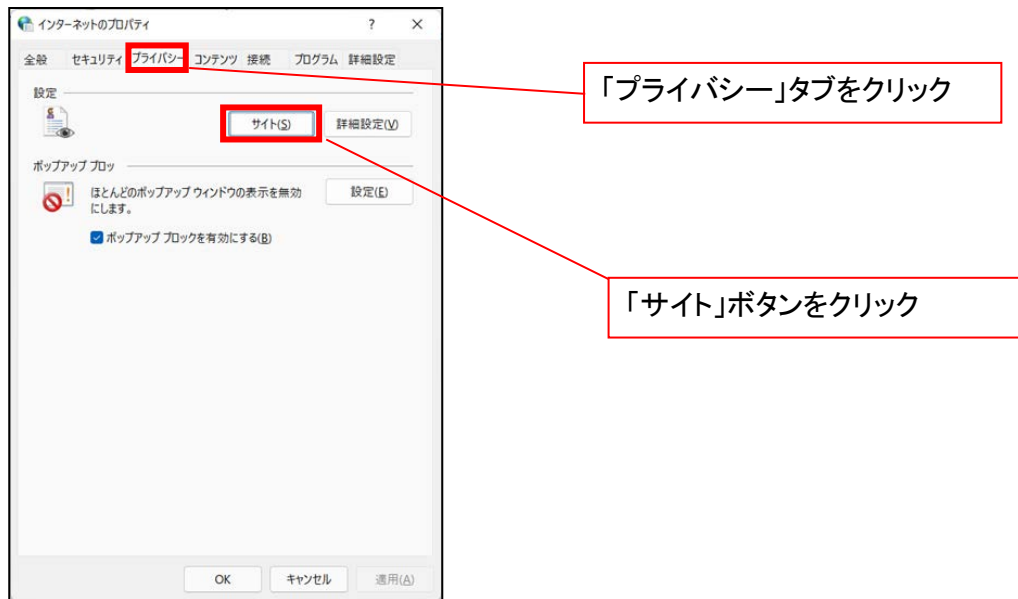 インターネットのプロパティ ? ×
全般 セキュリティ プライバシー コンテンツ 接続 プログラム 詳細設定
「プライバシー」タブをクリック
設定
サイト(S) 詳細設定(V)
ポップアップ ブロッ
ほとんどのポップアップ ウィンドウの表示を無効
にします。
設定(E)
ポップアップ ブロックを有効にする(B)
「サイト」ボタンをクリック
OK キャンセル 適用(A)